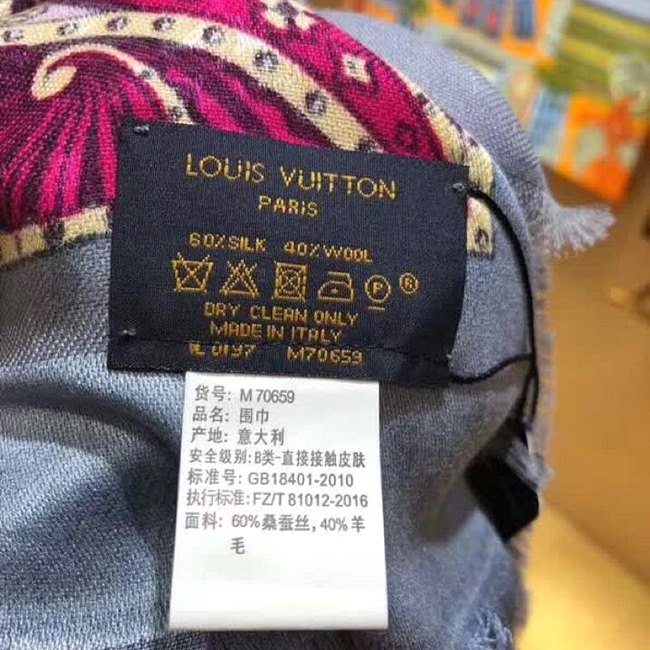 LOUIS VUITTON
PARIS
60%SILK 40%WOOL
P 6
DRY CLEAN ONLY
MADE IN ITALY
M70659
货号: M 70659
品名: 围巾
产地: 意大利
安全级别:B类-直接接触皮肤
标准号: GB18401-2010
执行标准:FZ/T 81012-2016
面料: 60%桑蚕丝,40%羊
毛